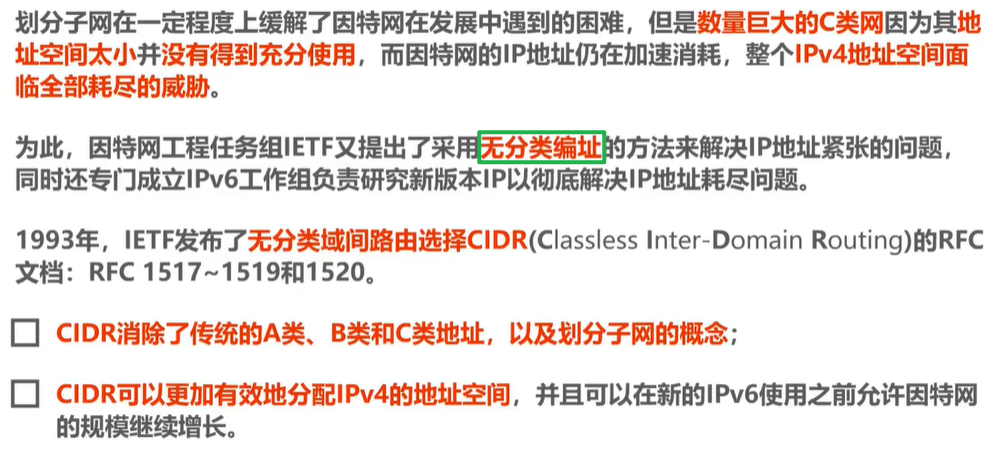 划分子网在一定程度上缓解了因特网在发展中遇到的困难，但是数量巨大的C类网因为其地
址空间太小并没有得到充分使用，而因特网的IP地址仍在加速消耗，整个IPv4地址空间面
临全部耗尽的威胁。
为此，因特网工程任务组IETF又提出了采用无分类编址的方法来解决IP地址紧张的问题，
同时还专门成立IPv6工作组负责研究新版本IP以彻底解决IP地址耗尽问题。
1993年，IETF发布了无分类域间路由选择CIDR(Classless Inter-Domain Routing)的RFC
文档：RFC 1517~1519和1520。
CIDR消除了传统的A类、B类和C类地址，以及划分子网的概念；
CIDR可以更加有效地分配IPv4的地址空间，并且可以在新的IPv6使用之前允许因特网
的规模继续增长。